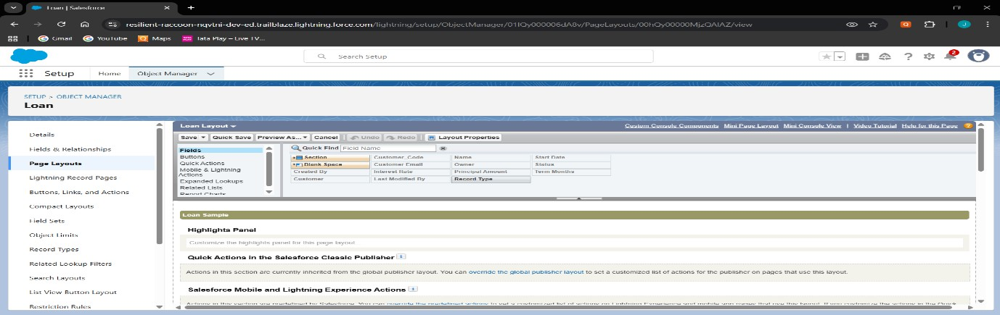 Loan | Salesforce
resilient-raccoon-nqvtni-dev-ed.trailblaze.lightning.force.com/lightning/setup/ObjectManager/01IQy000006dA8v/PageLayouts/00hQy00000MjzQAIAZ/view
Gmail YouTube Maps Tata Play – Live TV...
Search Setup
2
Setup Home Object Manager
SETUP > OBJECT MANAGER
Loan
Details
Fields & Relationships
Page Layouts
Lightning Record Pages
Buttons, Links, and Actions
Compact Layouts
Field Sets
Object Limits
Record Types
Related Lookup Filters
Search Layouts
List View Button Layout
Restriction Rules
Loan Layout Custom Console Components Mini Page Layout Mini Console View | Video Tutorial Help for this Page
Save Quick Save Preview As... Cancel Undo Redo Layout Properties
Fields
Buttons
Quick Actions
Mobile & Lightning
Actions
Expanded Lookups
Related Lists
Report Charts
Quick Find Field Name
Section Customer_Code Name Start Date
Blank Space Customer Email Owner Status
Created By Interest Rate Principal Amount Term Months
Customer Last Modified By Record Type
Loan Sample
Highlights Panel
Customize the highlights panel for this page layout
Quick Actions in the Salesforce Classic Publisher
Actions in this section are currently inherited from the global publisher layout. You can override the global publisher layout to set a customized list of actions for the publisher on pages that use this layout.
Salesforce Mobile and Lightning Experience Actions
Actions in this section are predefined by Salesforce. You can override the predefined actions to set a customized list of actions on Lightning Experience and mobile app pages that use this layout. If you customize the actions in the Quick